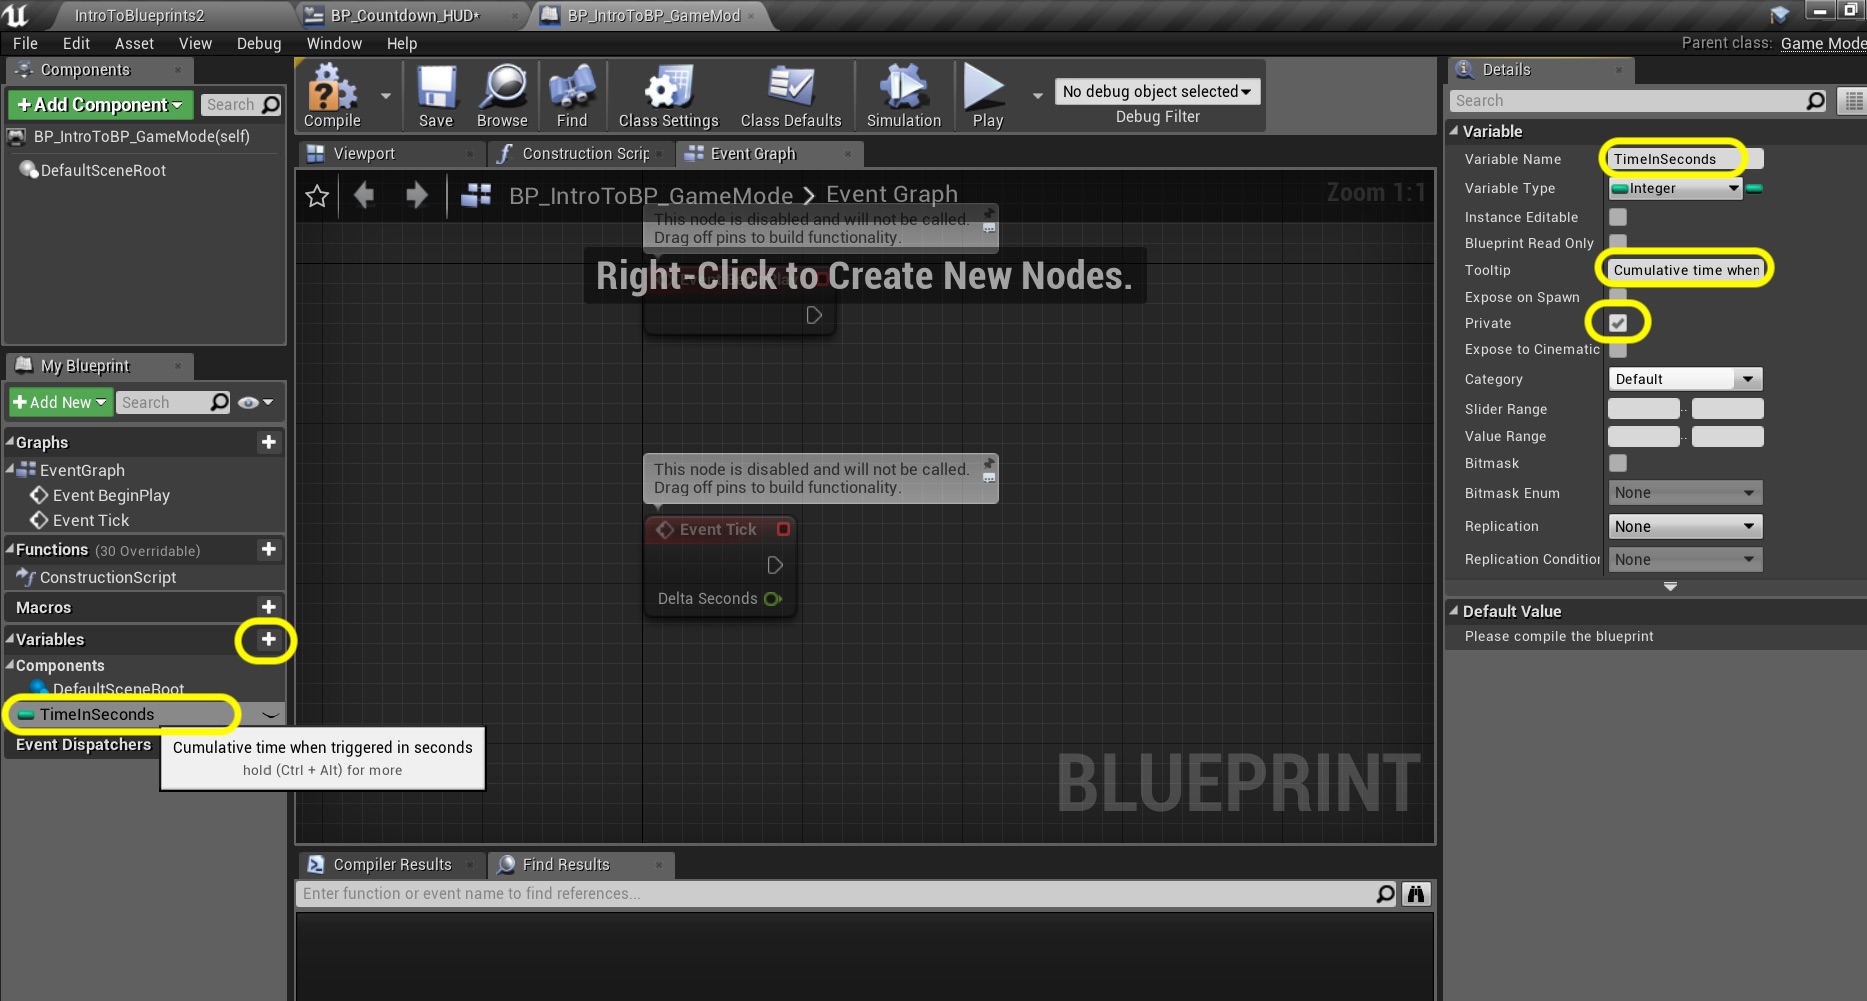 IntroToBlueprints2
BP_Countdown_HUD*
BP_IntroToBP_GameMod
File Edit Asset View Debug Window Help
Parent class: Game Mode
Components
+Add Component
Search
BP_IntroToBP_GameMode(self)
DefaultSceneRoot
Compile
Save
Browse
Find
Class Settings
Class Defaults
Simulation
Play
No debug object selected
Debug Filter
Viewport
Construction Scrip
Event Graph
BP_IntroToBP_GameMode > Event Graph
Zoom 1:1
This node is disabled and will not be called.
Drag off pins to build functionality.
Right-Click to Create New Nodes.
This node is disabled and will not be called.
Drag off pins to build functionality.
Event Tick
Delta Seconds
BLUEPRINT
My Blueprint
+Add New
Search
Graphs
EventGraph
Event BeginPlay
Event Tick
Functions (30 Overridable)
ConstructionScript
Macros
Variables
Components
DefaultSceneRoot
TimeInSeconds
Event Dispatchers
Cumulative time when triggered in seconds
hold (Ctrl + Alt) for more
Compiler Results
Find Results
Enter function or event name to find references...
Details
Search
Variable
Variable Name TimeInSeconds
Variable Type Integer
Instance Editable
Blueprint Read Only
Tooltip Cumulative time when
Expose on Spawn
Private
Expose to Cinematic
Category Default
Slider Range ..
Value Range ..
Bitmask
Bitmask Enum None
Replication None
Replication Condition None
Default Value
Please compile the blueprint